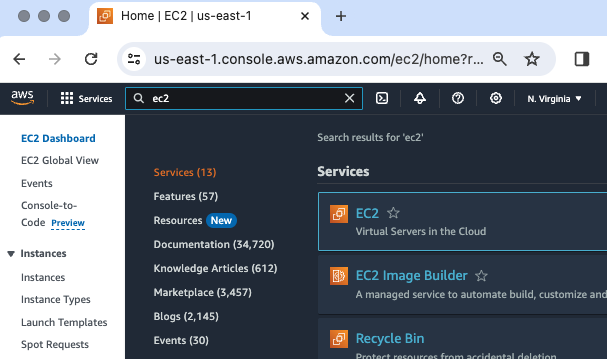 Home | EC2 | us-east-1
us-east-1.console.aws.amazon.com/ec2/home?r...
aws
Services
ec2
N. Virginia
EC2 Dashboard
EC2 Global View
Events
Console-to-
Code Preview
Instances
Instances
Instance Types
Launch Templates
Spot Requests
Search results for 'ec2'
Services (13)
Features (57)
Resources New
Documentation (34,720)
Knowledge Articles (612)
Marketplace (3,457)
Blogs (2,145)
Events (30)
Services
EC2
Virtual Servers in the Cloud
EC2 Image Builder
A managed service to automate build, customize and
Recycle Bin
Protect resources from accidental deletion